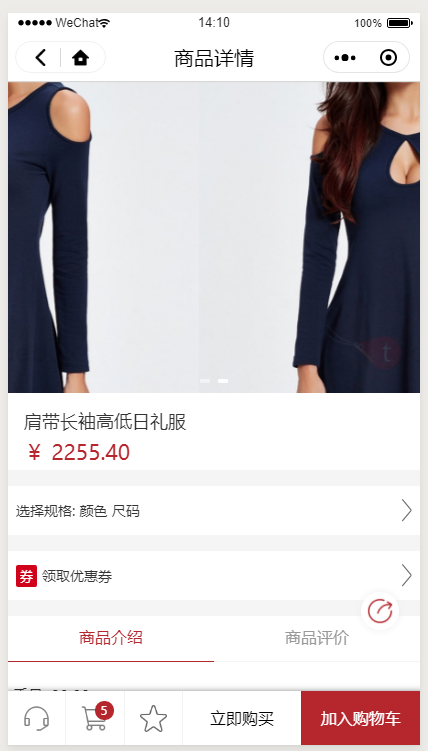 WeChat 14:10 100%
商品详情
t
肩带长袖高低日礼服
¥ 2255.40
选择规格: 颜色 尺码
券 领取优惠券
商品介绍 商品评价
5 立即购买 加入购物车